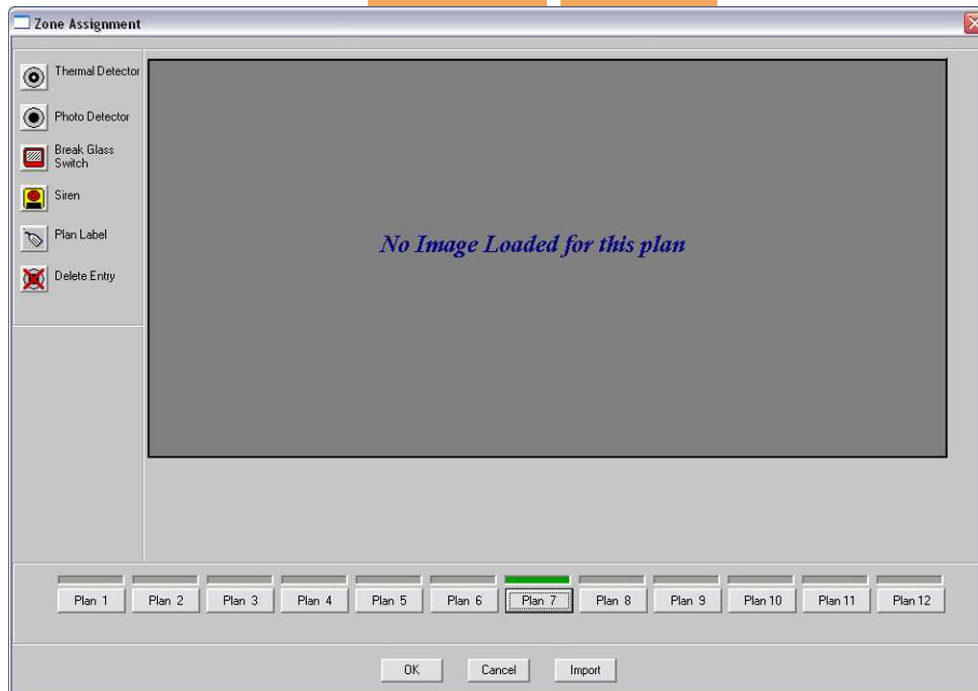 Zone Assignment
Thermal Detector
Photo Detector
Break Glass
Switch
Siren
Plan Label
Delete Entry
No Image Loaded for this plan
Plan 1 Plan 2 Plan 3 Plan 4 Plan 5 Plan 6 Plan 7 Plan 8 Plan 9 Plan 10 Plan 11 Plan 12
OK Cancel Import